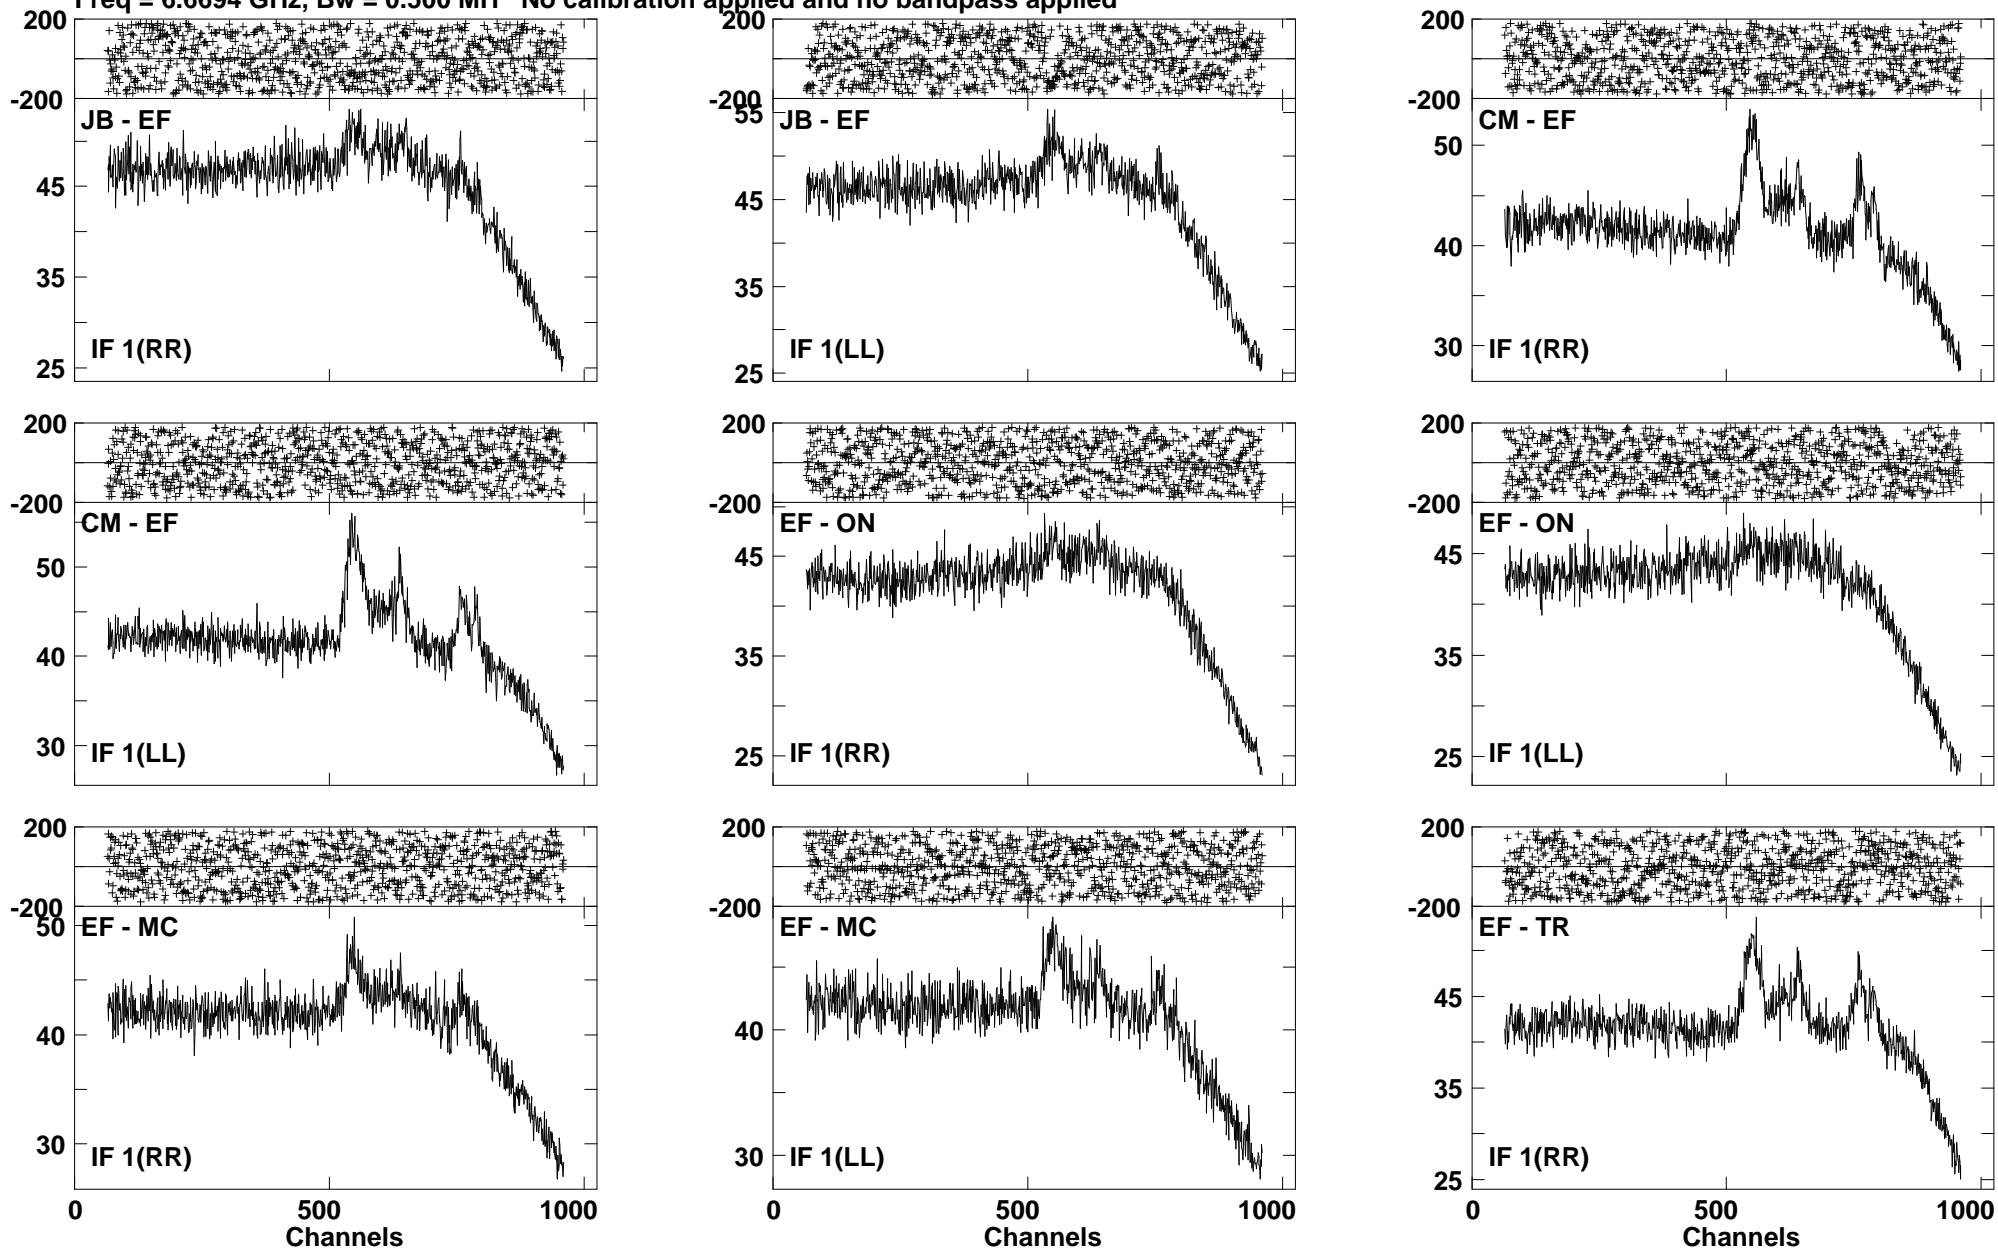 Freq = 6.6694 GHz, Bw = 0.500 MH No calibration applied and no bandpass applied
200 200 200
-200 -200 -200
JB - EF JB - EF CM - EF
55
50
45 45
40
35 35
30
25 25
IF 1(RR) IF 1(LL) IF 1(RR)
200 200 200
-200 -200 -200
CM - EF EF - ON EF - ON
50
45 45
40
35 35
30
25 25
IF 1(LL) IF 1(RR) IF 1(LL)
200 200 200
-200 -200 -200
EF - MC EF - MC EF - TR
50
45
40 40
35
30 30
25
IF 1(RR) IF 1(LL) IF 1(RR)
0 500 1000 0 500 1000 0 500 1000
Channels Channels Channels